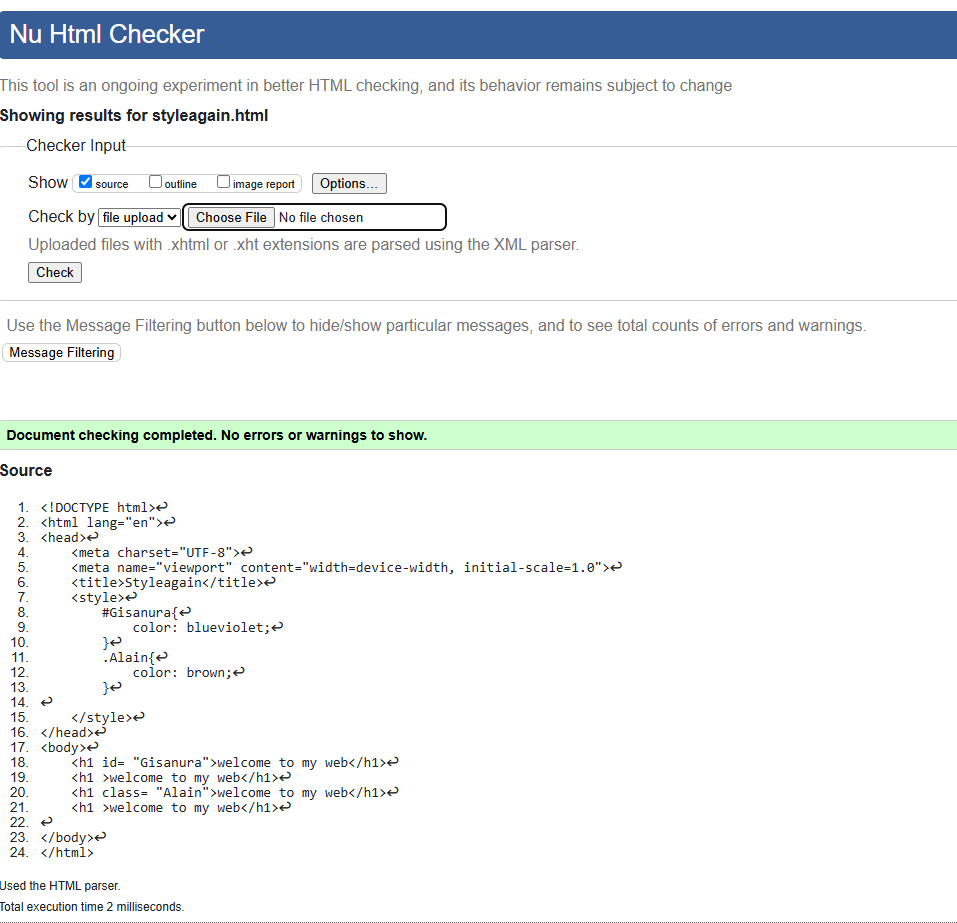 Nu Html Checker
This tool is an ongoing experiment in better HTML checking, and its behavior remains subject to change
Showing results for styleagain.html
Checker Input
Show source outline image report Options...
Check by file upload Choose File No file chosen
Uploaded files with .xhtml or .xht extensions are parsed using the XML parser.
Check
Use the Message Filtering button below to hide/show particular messages, and to see total counts of errors and warnings.
Message Filtering
Document checking completed. No errors or warnings to show.
Source
1. <!DOCTYPE html>↩
2. <html lang="en">↩
3. <head>↩
4.     <meta charset="UTF-8">↩
5.     <meta name="viewport" content="width=device-width, initial-scale=1.0">↩
6.     <title>Styleagain</title>↩
7.     <style>↩
8.         #Gisanura{↩
9.             color: blueviolet;↩
10.         }↩
11.         .Alain{↩
12.             color: brown;↩
13.         }↩
14. ↩
15.     </style>↩
16. </head>↩
17. <body>↩
18.     <h1 id= "Gisanura">welcome to my web</h1>↩
19.     <h1 >welcome to my web</h1>↩
20.     <h1 class= "Alain">welcome to my web</h1>↩
21.     <h1 >welcome to my web</h1>↩
22. ↩
23. </body>↩
24. </html>
Used the HTML parser.
Total execution time 2 milliseconds.